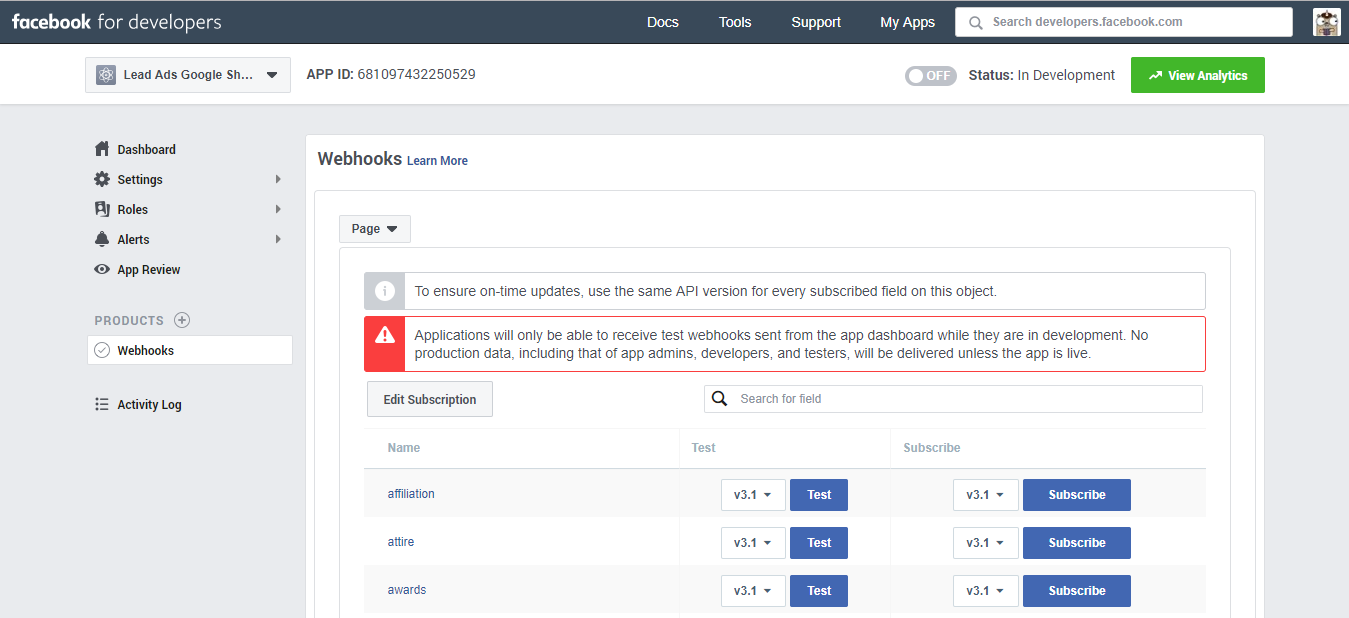 facebook for developers
Docs
Tools
Support
My Apps
Search developers.facebook.com
Lead Ads Google Sh...
APP ID: 681097432250529
OFF
Status: In Development
View Analytics
Dashboard
Settings
Roles
Alerts
App Review
PRODUCTS
Webhooks
Activity Log
Webhooks Learn More
Page
To ensure on-time updates, use the same API version for every subscribed field on this object.
Applications will only be able to receive test webhooks sent from the app dashboard while they are in development. No
production data, including that of app admins, developers, and testers, will be delivered unless the app is live.
Edit Subscription
Search for field
Name
Test
Subscribe
affiliation
v3.1
Test
v3.1
Subscribe
attire
v3.1
Test
v3.1
Subscribe
awards
v3.1
Test
v3.1
Subscribe